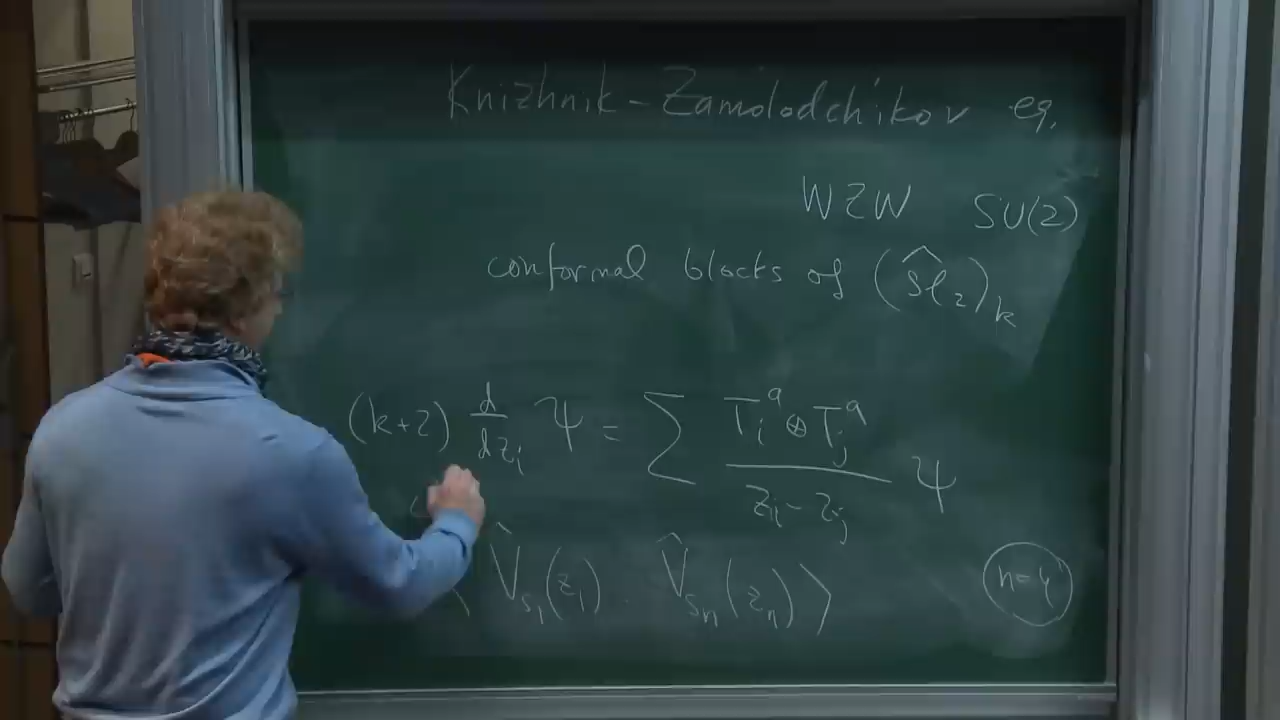 Knizhnik-Zamolodchikov eq.
WZW SU(2)
conformal blocks of (ŝl₂)ₖ
(k+2) d/dzᵢ Ψ = Σ Tᵢᵃ ⊗ Tⱼᵃ / zᵢ - zⱼ Ψ
⟨ V̂ₛ₁(z₁) . V̂ₛₙ(zₙ) ⟩ n=4